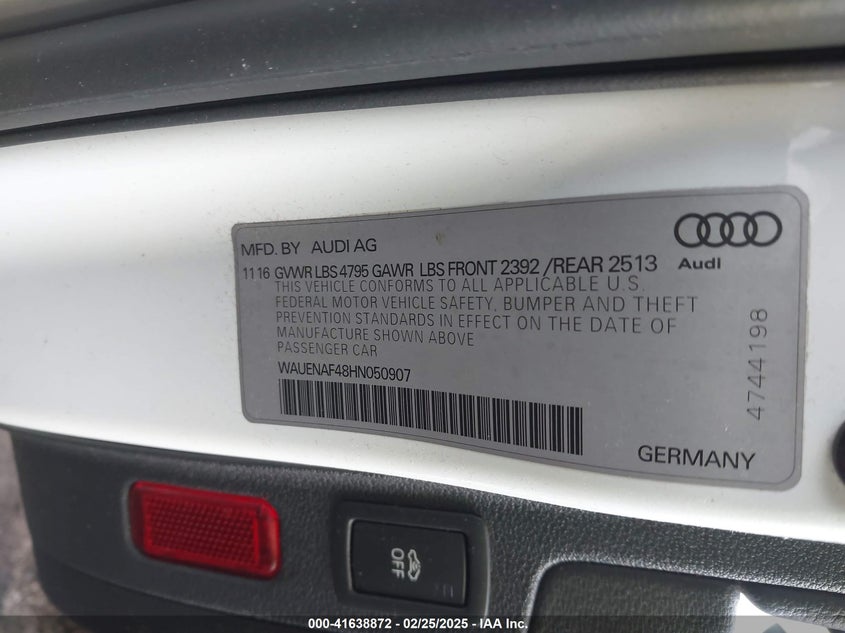 MFD. BY AUDI AG
Audi
11 16 GVWR LBS 4795 GAWR LBS FRONT 2392 /REAR 2513
THIS VEHICLE CONFORMS TO ALL APPLICABLE U.S.
FEDERAL MOTOR VEHICLE SAFETY, BUMPER AND THEFT
PREVENTION STANDARDS IN EFFECT ON THE DATE OF
MANUFACTURE SHOWN ABOVE
PASSENGER CAR
WAUENAF48HN050907
4744198
GERMANY
OFF
000-41638872 - 02/25/2025 - IAA Inc.